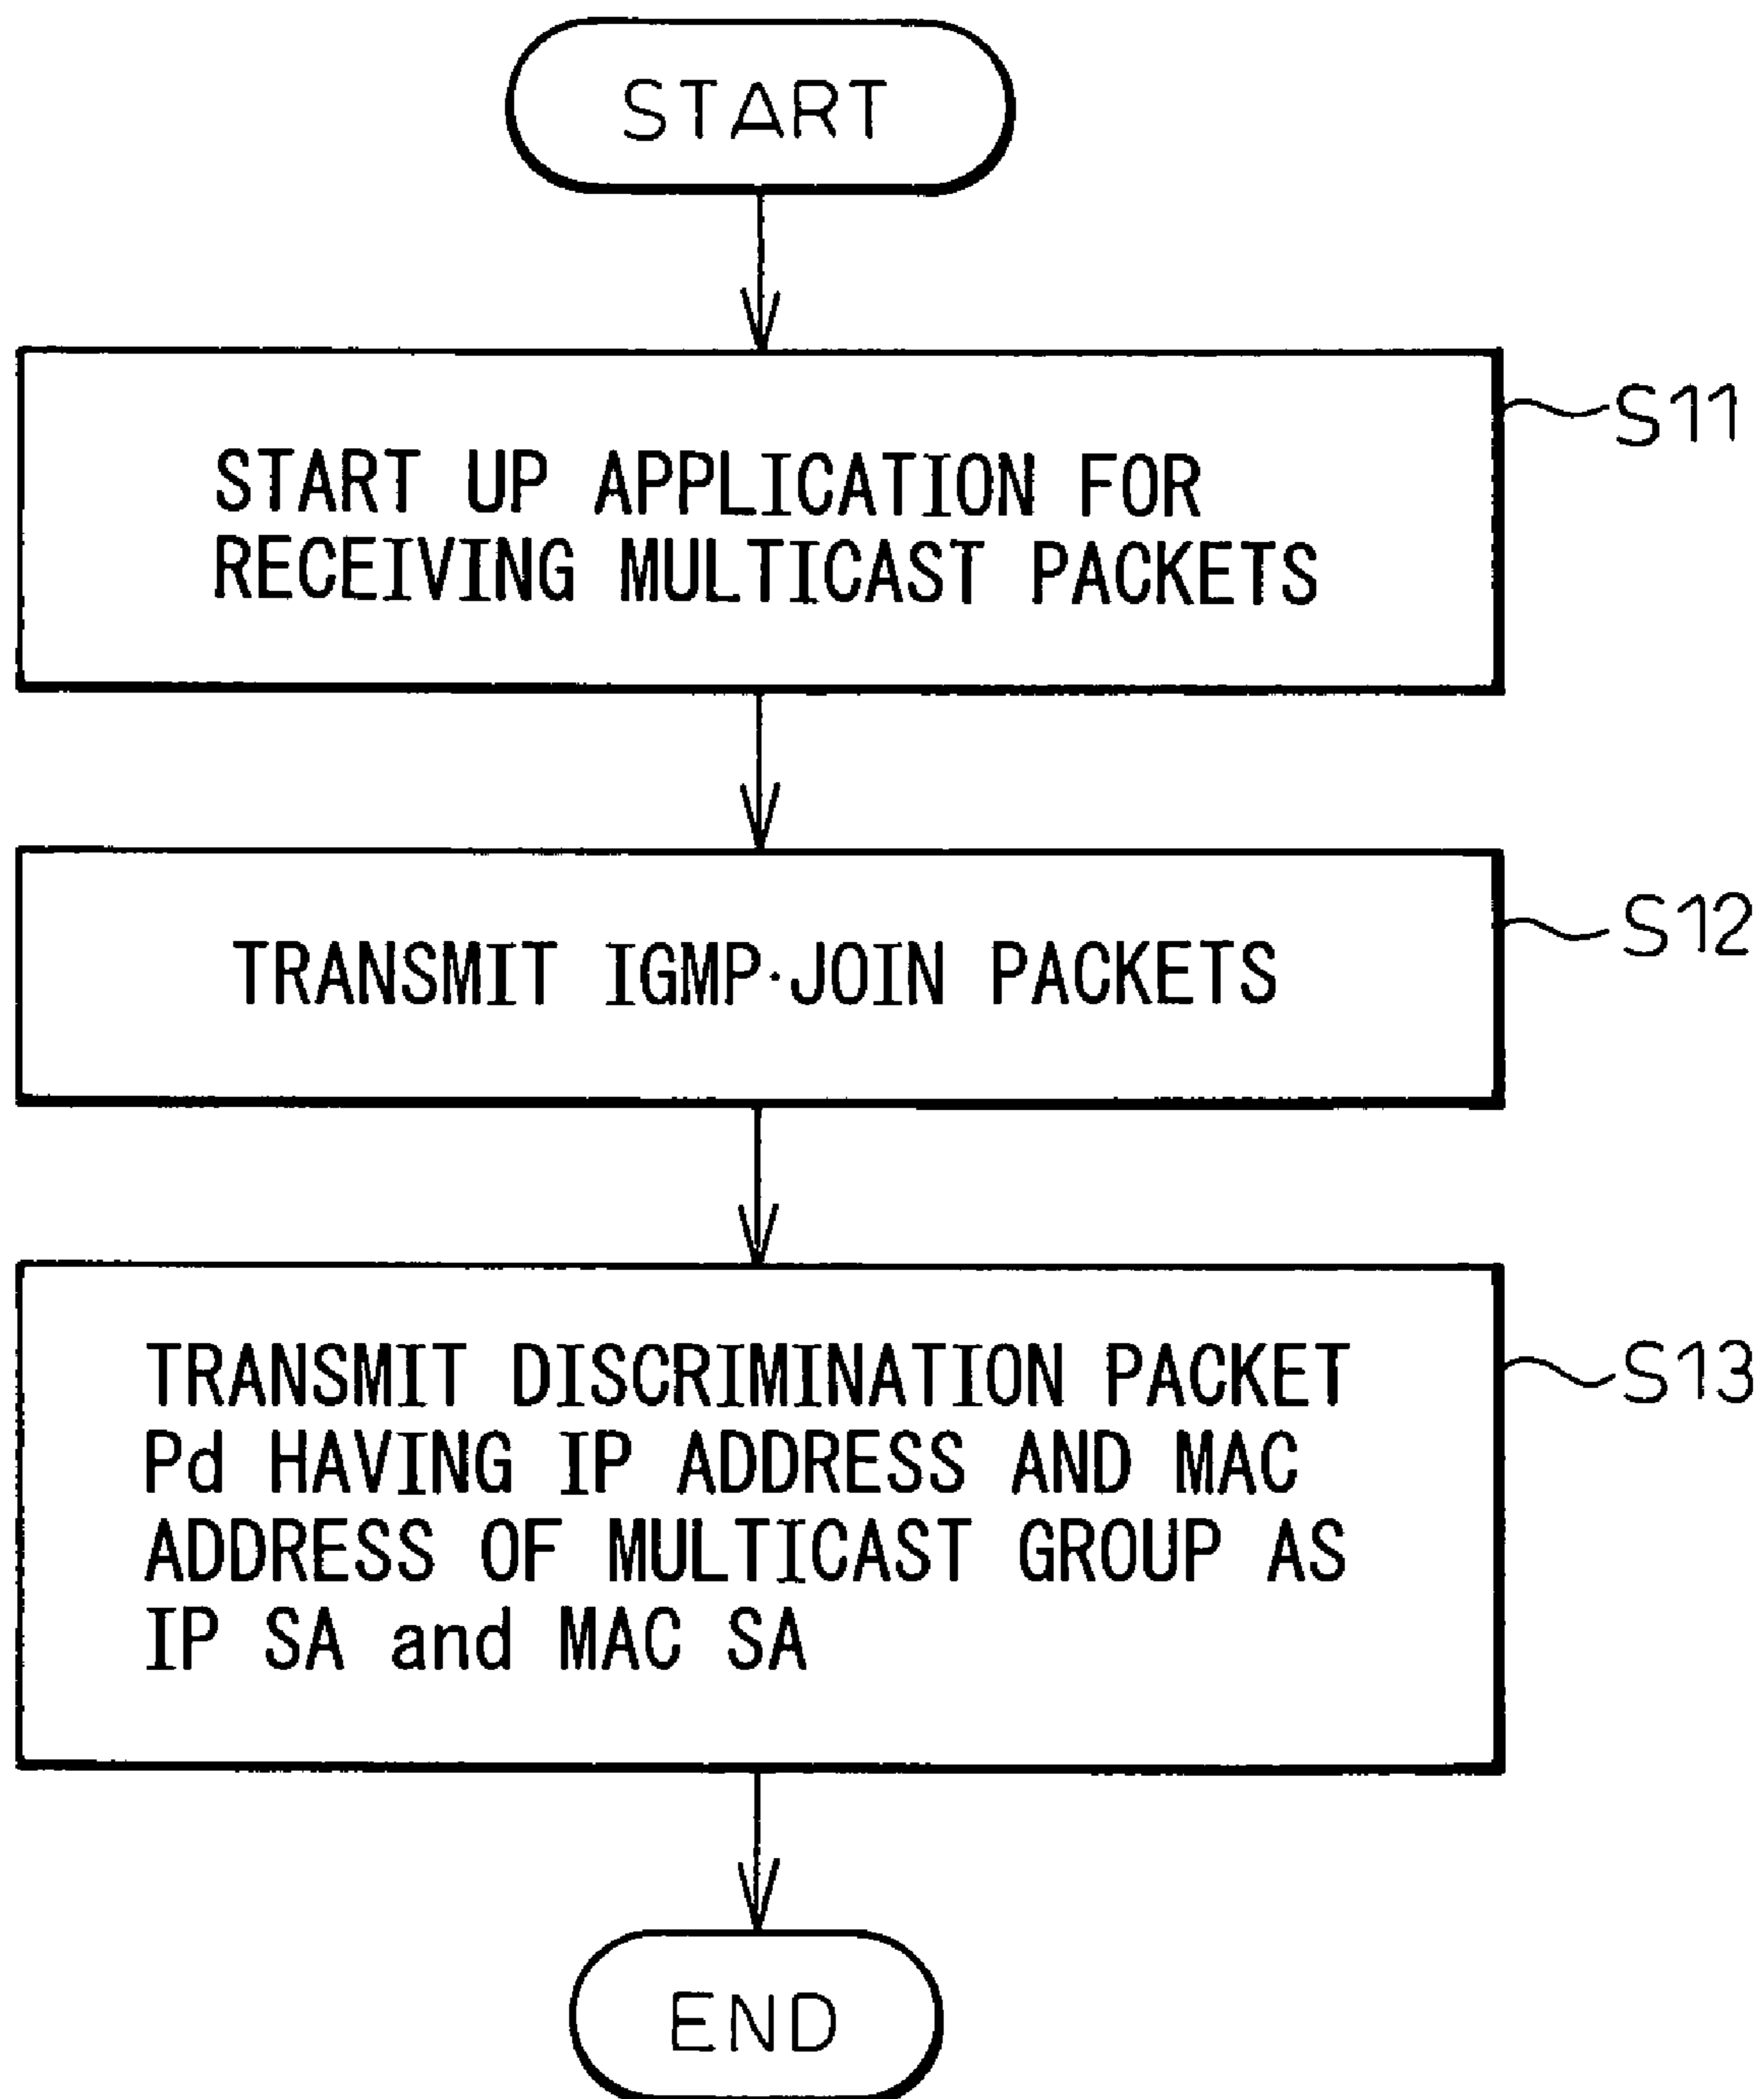 START
S11
START UP APPLICATION FOR
RECEIVING MULTICAST PACKETS
S12
TRANSMIT IGMP·JOIN PACKETS
S13
TRANSMIT DISCRIMINATION PACKET
Pd HAVING IP ADDRESS AND MAC
ADDRESS OF MULTICAST GROUP AS
IP SA and MAC SA
END